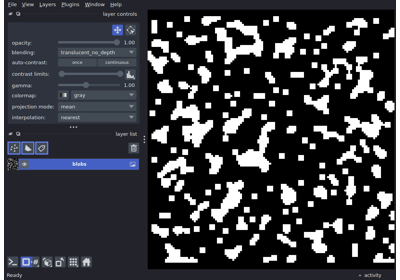 File View Layers Plugins Window Help
layer controls
opacity: 1.00
blending: translucent_no_depth
auto-contrast: once continuous
contrast limits:
gamma: 1.00
colormap: gray
projection mode: mean
interpolation: nearest
layer list
blobs
Ready activity